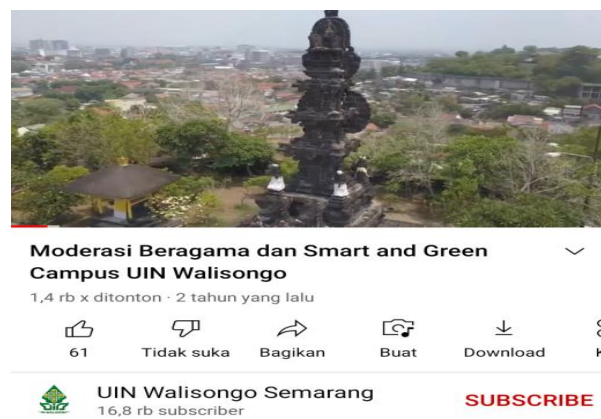 Moderasi Beragama dan Smart and Green
Campus UIN Walisongo
1,4 rb x ditonton · 2 tahun yang lalu
61 Tidak suka Bagikan Buat Download
UIN Walisongo Semarang
16,8 rb subscriber
SUBSCRIBE